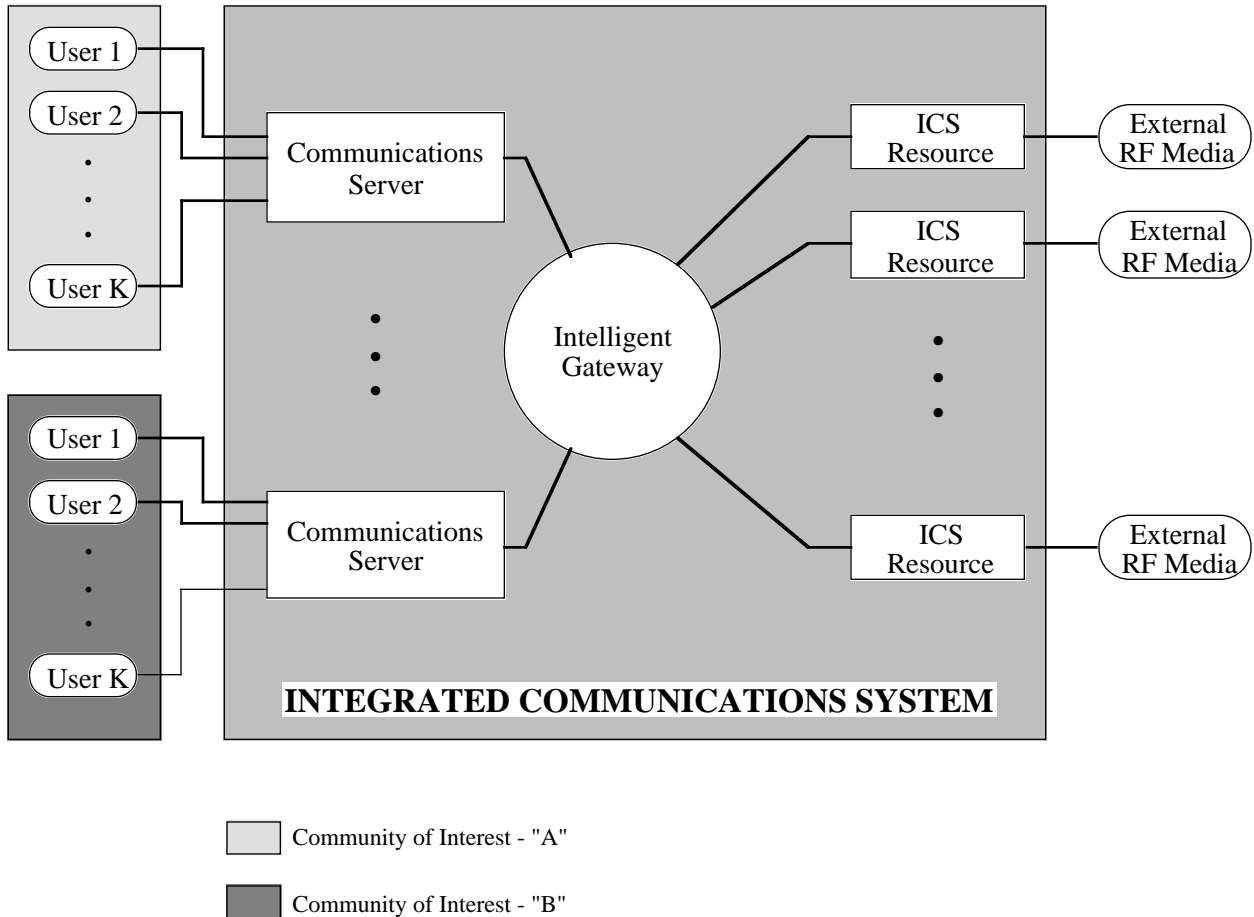 User 1
User 2
User K
Communications
Server
User 1
User 2
User K
Communications
Server
Intelligent
Gateway
ICS
Resource
External
RF Media
ICS
Resource
External
RF Media
ICS
Resource
External
RF Media
INTEGRATED COMMUNICATIONS SYSTEM
Community of Interest - "A"
Community of Interest - "B"